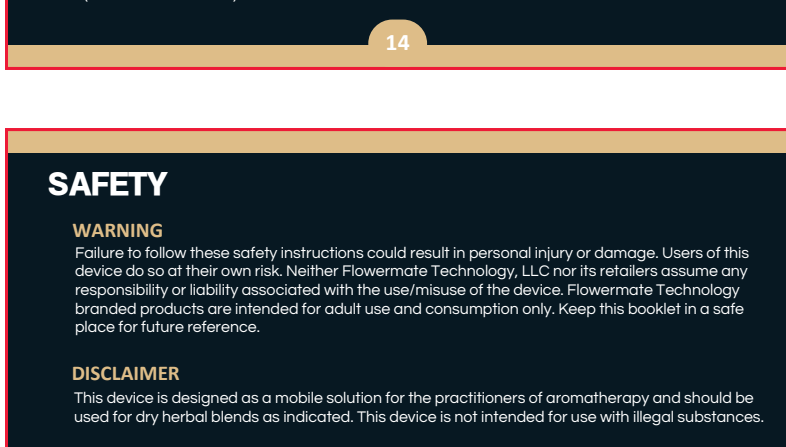 14
SAFETY
WARNING
Failure to follow these safety instructions could result in personal injury or damage. Users of this
device do so at their own risk. Neither Flowermate Technology, LLC nor its retailers assume any
responsibility or liability associated with the use/misuse of the device. Flowermate Technology
branded products are intended for adult use and consumption only. Keep this booklet in a safe
place for future reference.
DISCLAIMER
This device is designed as a mobile solution for the practitioners of aromatherapy and should be
used for dry herbal blends as indicated. This device is not intended for use with illegal substances.